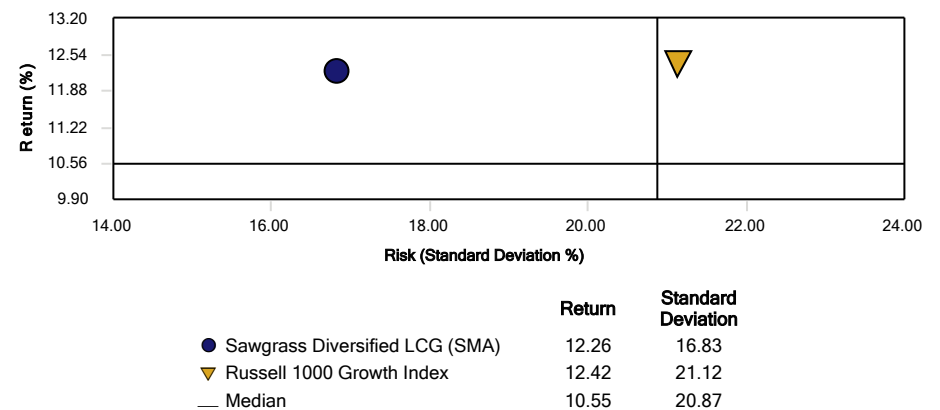 13.20
12.54
11.88
11.22
10.56
9.90
Return (%)
14.00 16.00 18.00 20.00 22.00 24.00
Risk (Standard Deviation %)
Return Standard Deviation
Sawgrass Diversified LCG (SMA) 12.26 16.83
Russell 1000 Growth Index 12.42 21.12
Median 10.55 20.87